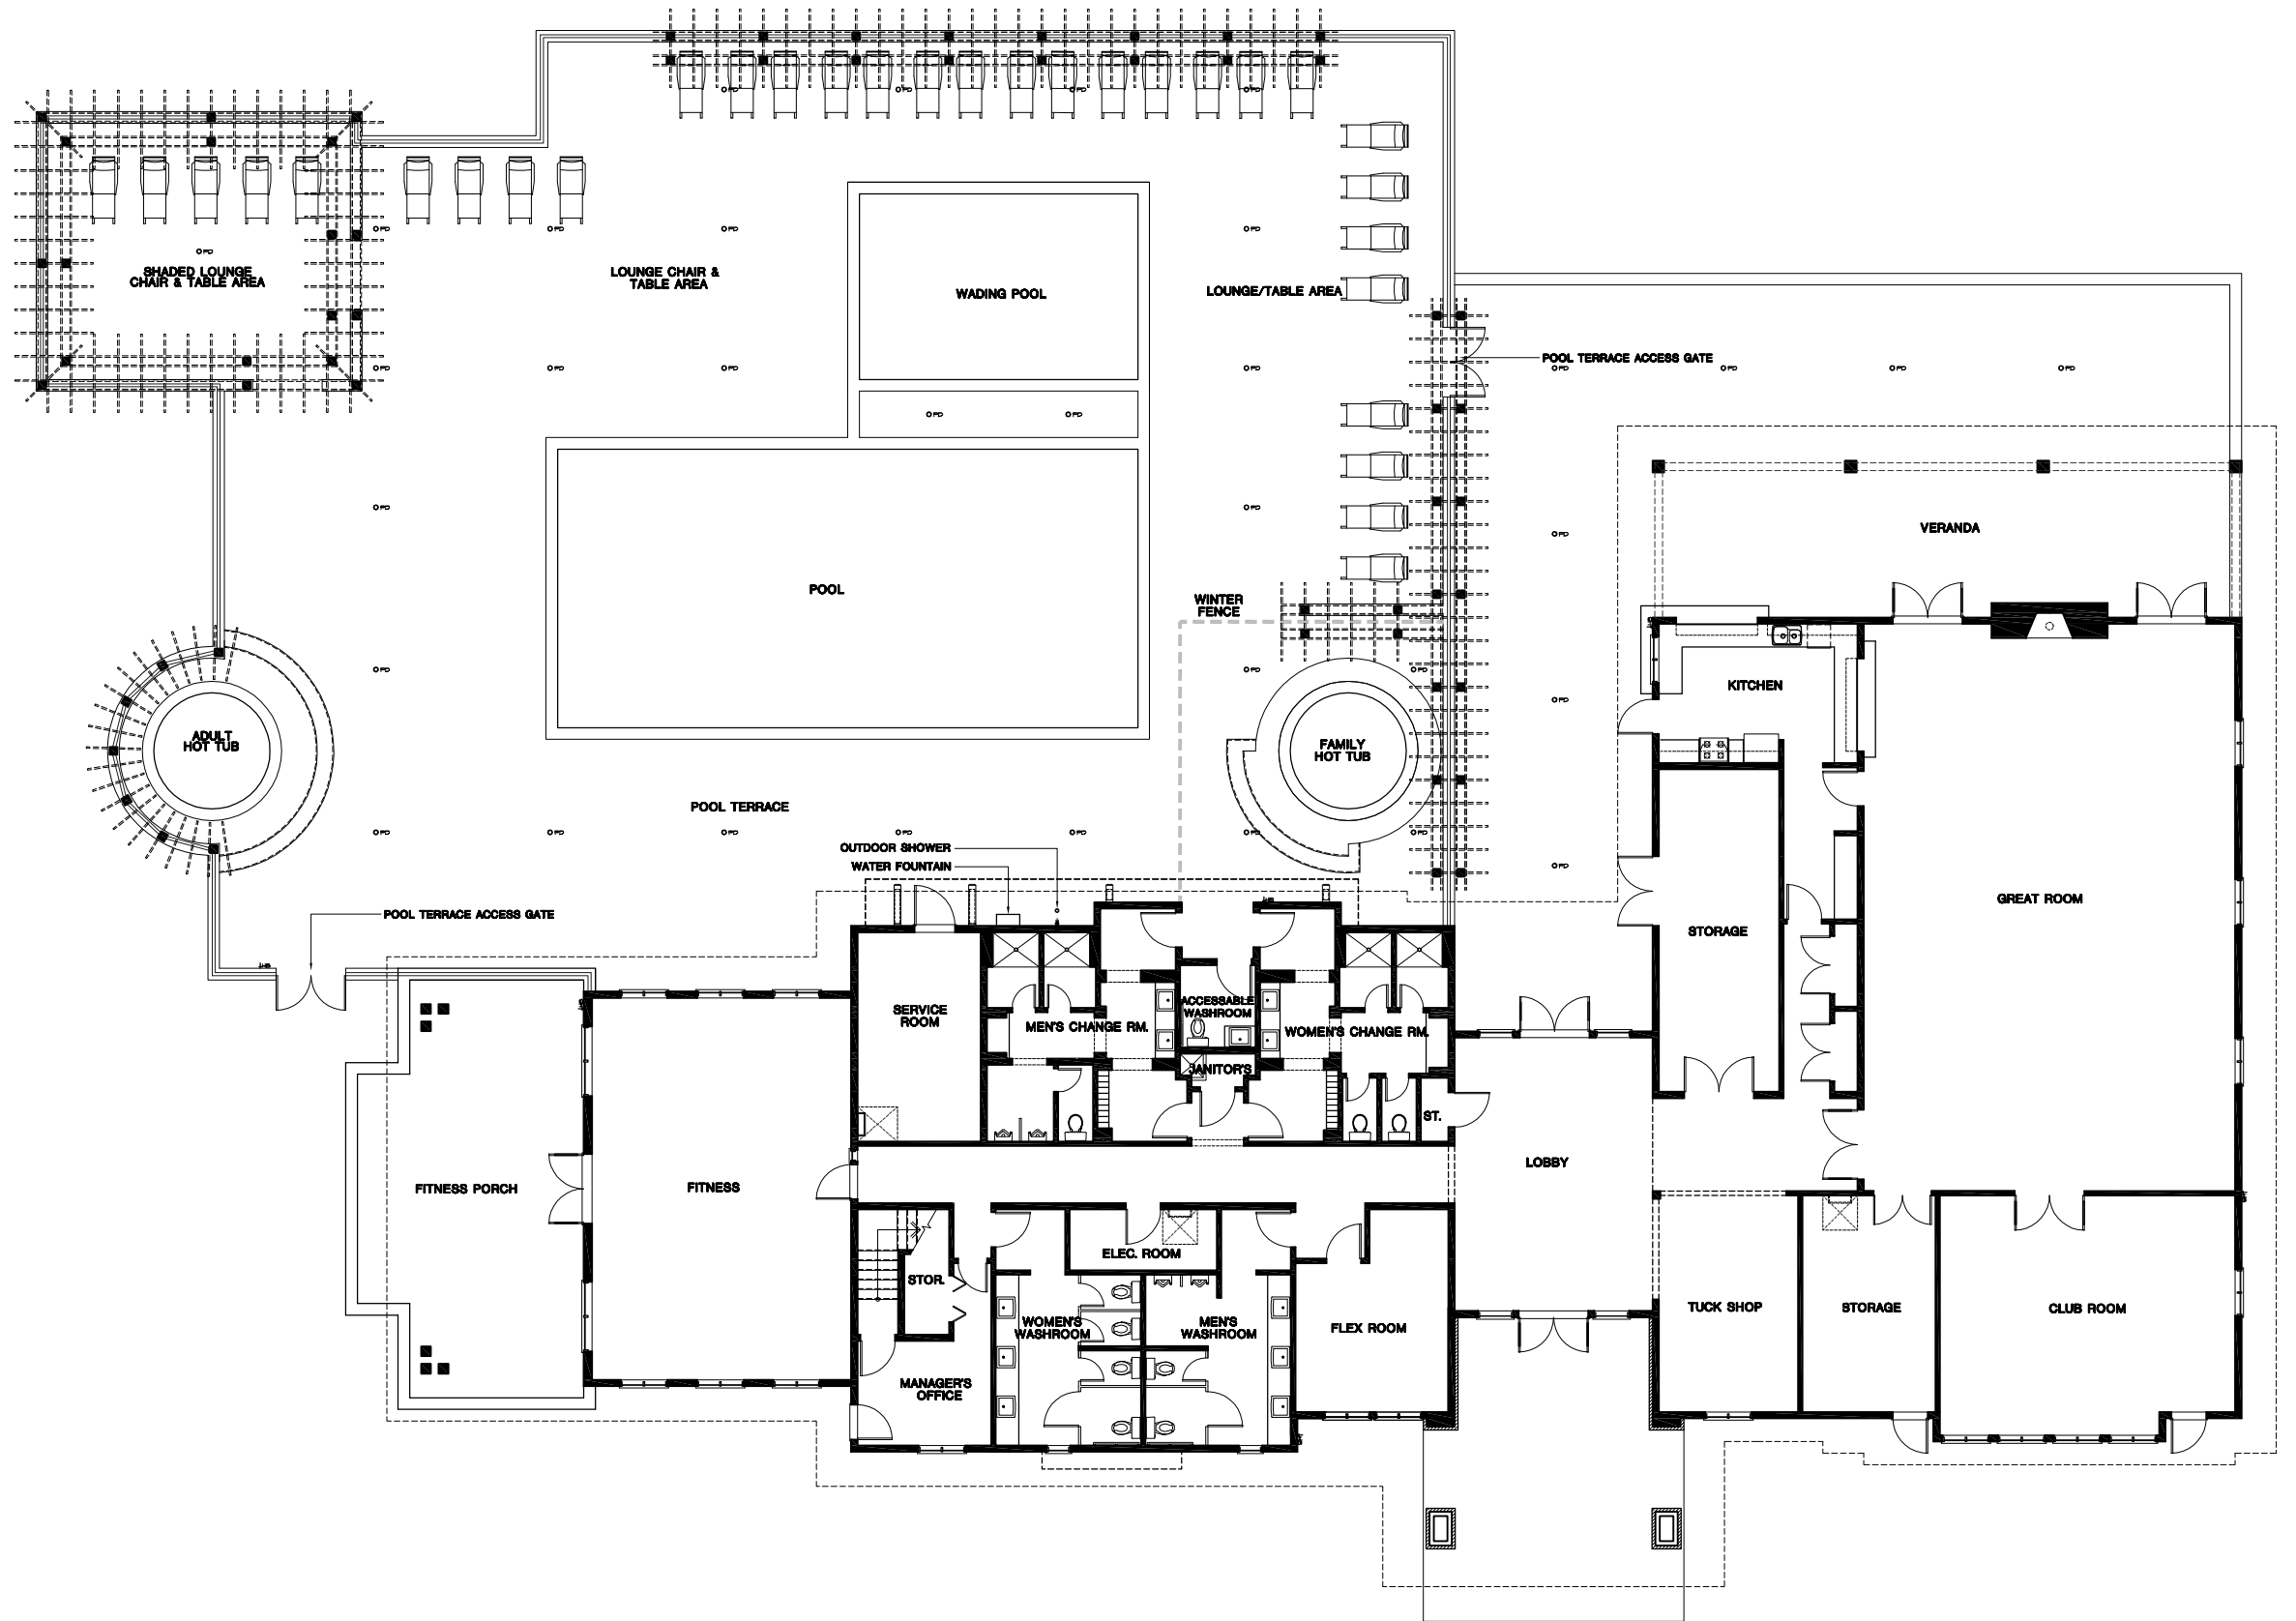 SHADED LOUNGE
CHAIR & TABLE AREA
LOUNGE CHAIR &
TABLE AREA
WADING POOL
LOUNGE/TABLE AREA
POOL TERRACE ACCESS GATE
VERANDA
POOL
WINTER
FENCE
KITCHEN
ADULT
HOT TUB
FAMILY
HOT TUB
POOL TERRACE
OUTDOOR SHOWER
WATER FOUNTAIN
GREAT ROOM
POOL TERRACE ACCESS GATE
STORAGE
SERVICE
ROOM
MEN'S CHANGE RM.
ACCESSABLE
WASHROOM
WOMEN'S CHANGE RM.
JANITOR'S
ST.
LOBBY
FITNESS PORCH
FITNESS
ELEC. ROOM
STOR.
WOMEN'S
WASHROOM
MEN'S
WASHROOM
FLEX ROOM
TUCK SHOP
STORAGE
CLUB ROOM
MANAGER'S
OFFICE